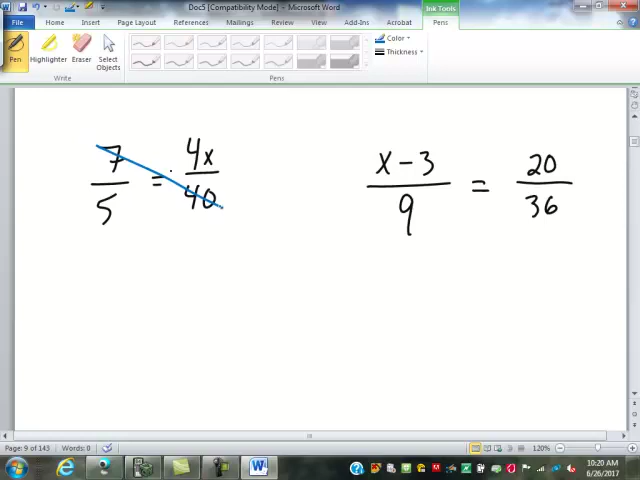 Doc5 [Compatibility Mode] - Microsoft Word
Ink Tools
File Home Insert Page Layout References Mailings Review View Add-Ins Acrobat Pens
Pen Highlighter Eraser Select Objects
Color
Thickness
Write
Pens
7/5 = 4x/40
x - 3/9 = 20/36
Page: 9 of 143 Words: 0
120%
10:20 AM
6/26/2017